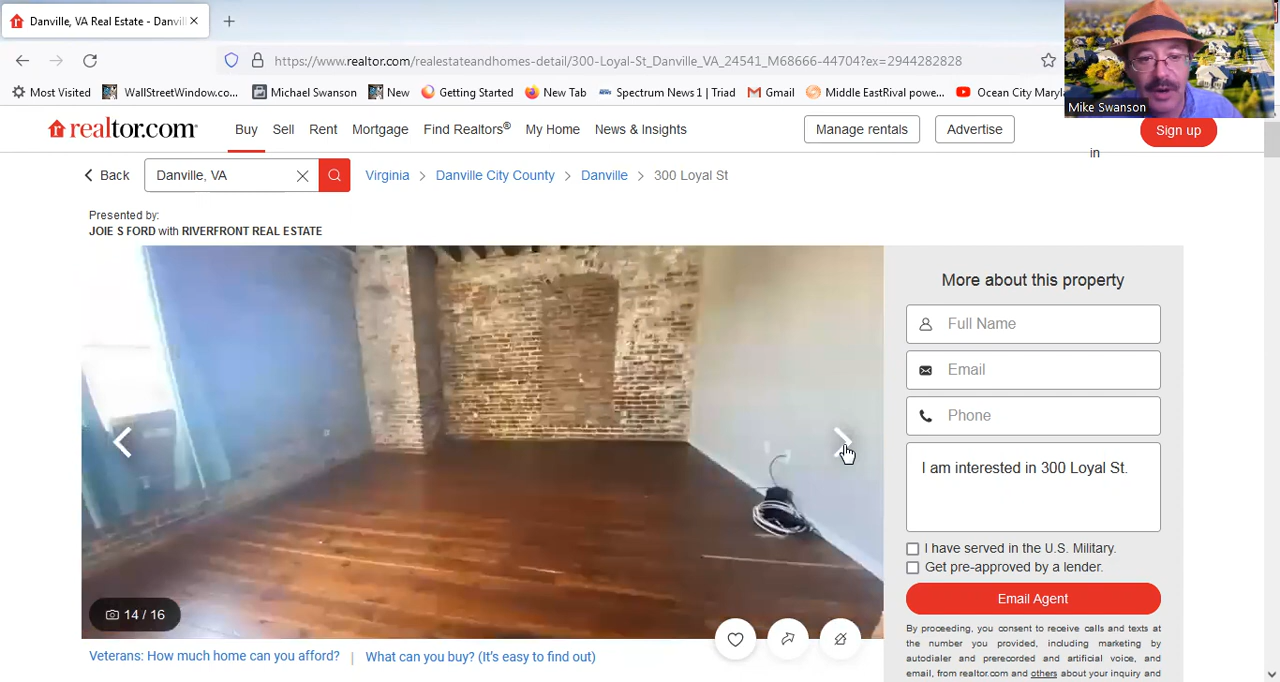 Danville, VA Real Estate - Danvill
https://www.realtor.com/rea
dhome
ail/300-Loyal-St_Danville_VA_24541_M68666-44704?ex=2944282828
Mike Swanson
Most Visited
WallStreetWindow.co...
Michael Swanson
New
Getting Start
New Tab
Spectrum News 1 | Triad
Gmail
Middle EastRival powe...
Ocean City Maryl
realtor.com
Buy
Sell
Rent
Mortgage
Find Realtors®
My Home
News & Insights
Manage rentals
Advertise
Sign up
in
Back
Danville, VA
Virginia > Danville City County > Danville > 300 Loyal St
Presented by:
JOIE S FORD with RIVERFRONT REAL ESTATE
More about this property
Full Name
Email
Phone
I am interested in 300 Loyal St.
I have served in the U.S. Military.
Get pre-approved by a lender.
Email Agent
14 / 16
By proceeding, you consent to receive calls and texts at
the number you provided, including marketing by
autodialer and prerecorded and artificial voice, and
email, from realtor.com and others about your inquiry and
Veterans: How much home can you afford? | What can you buy? (It's easy to find out)